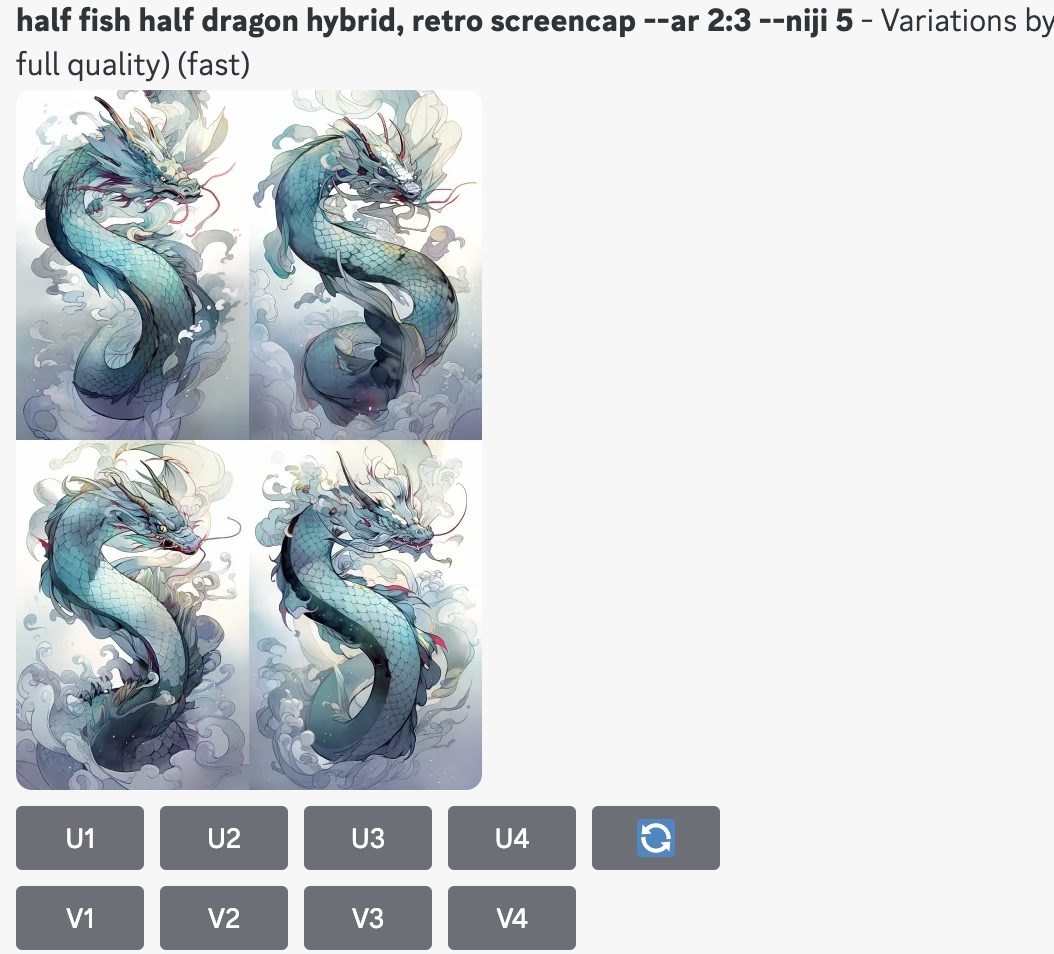 half fish half dragon hybrid, retro screencap --ar 2:3 --niji 5 - Variations by
full quality) (fast)
U1 U2 U3 U4
V1 V2 V3 V4